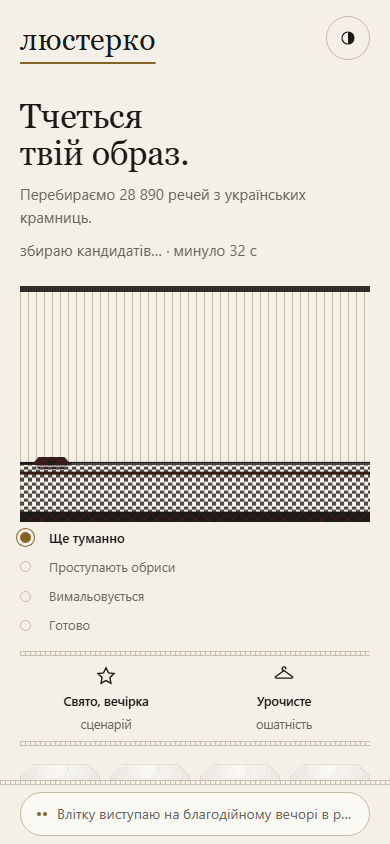 люстерко
Тчеться
твій образ.
Перебираємо 28 890 речей з українських
крамниць.
збираю кандидатів... · минуло 32 с
Ще туманно
Проступають обриси
Вимальовується
Готово
Свято, вечірка
сценарій
Урочисте
ошатність
Влітку виступаю на благодійному вечорі в р...